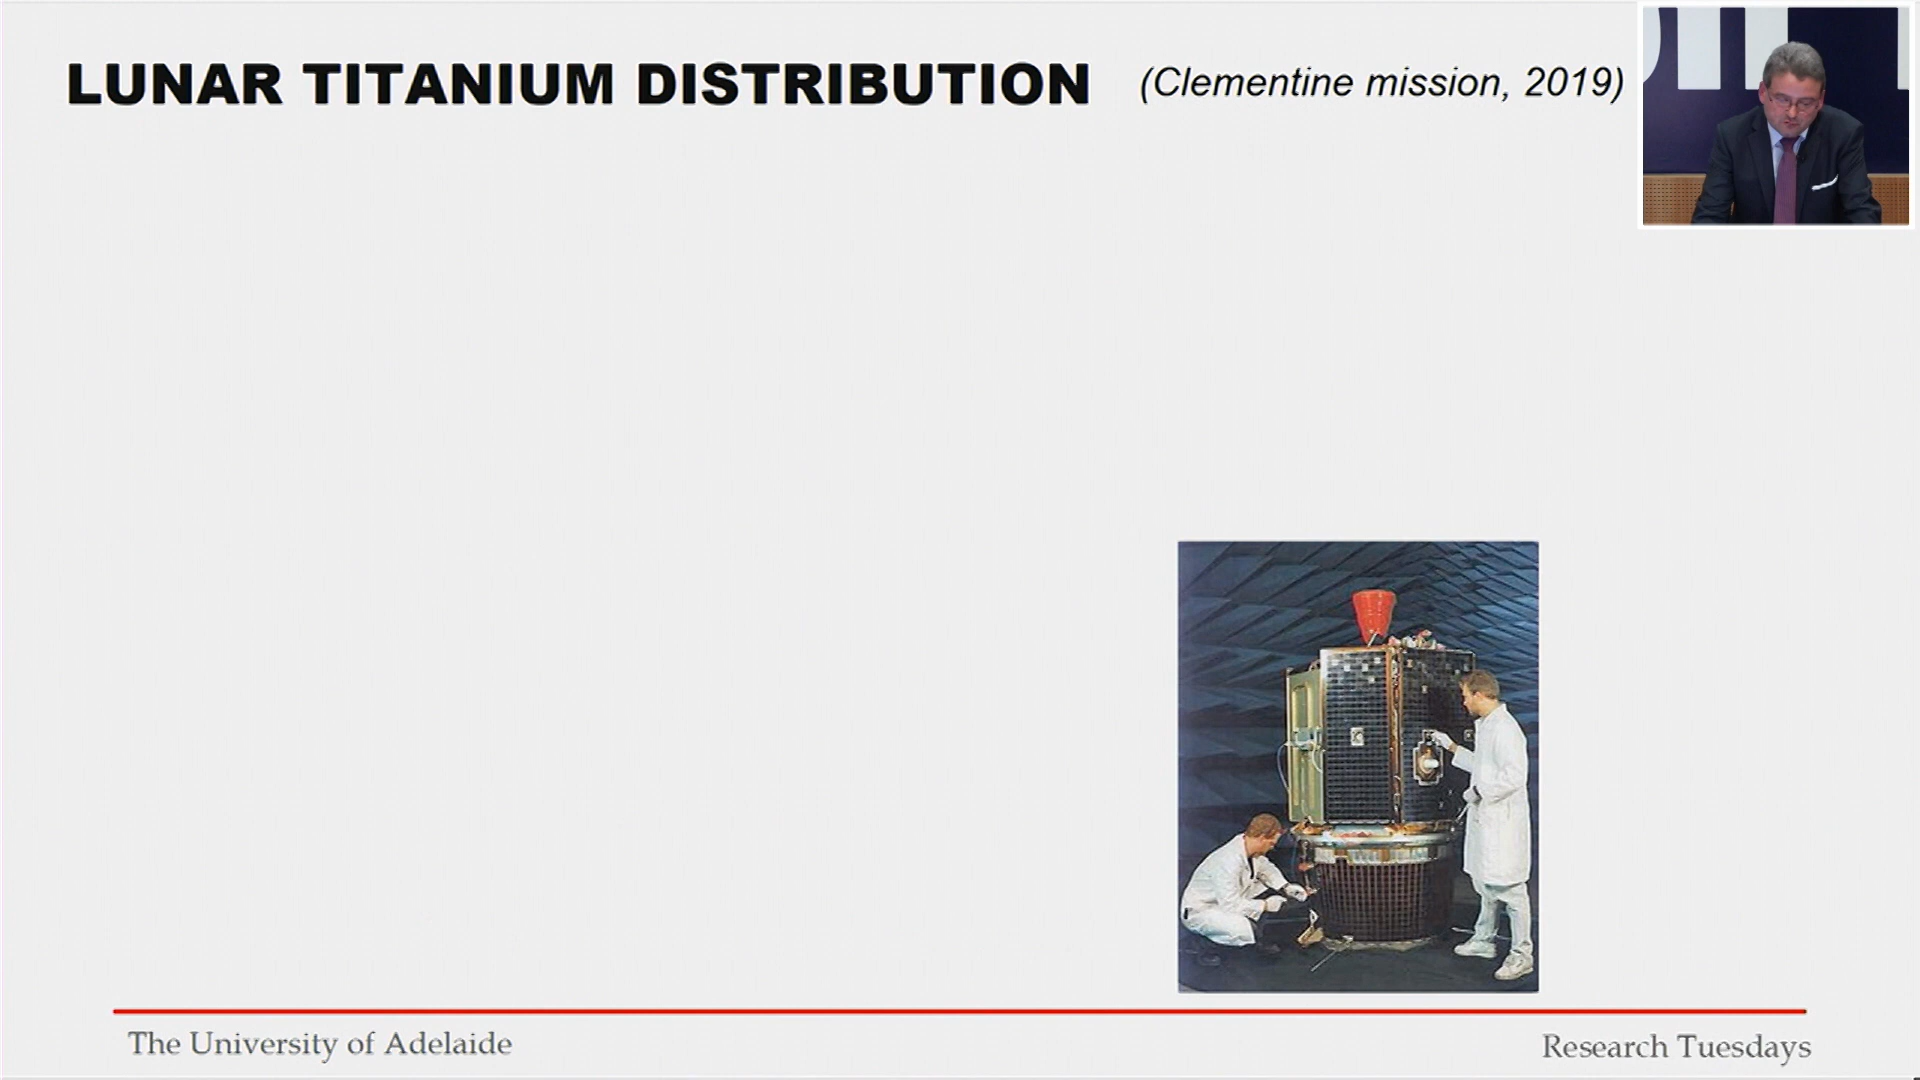 LUNAR TITANIUM DISTRIBUTION (Clementine mission, 2019)
The University of Adelaide
Research Tuesdays